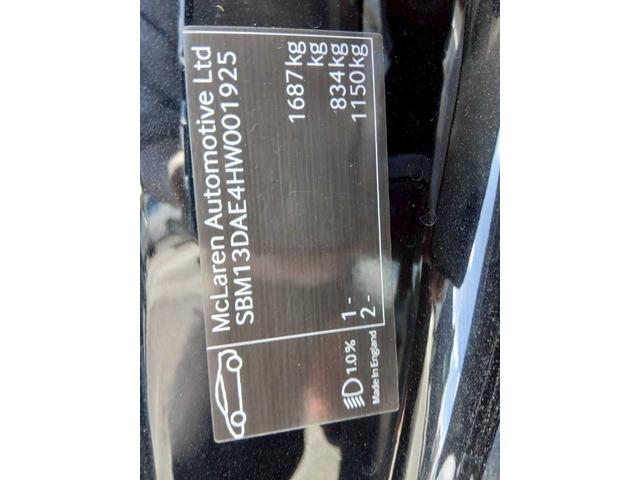 McLaren Automotive Ltd
SBM13DAE4HW001925
1687kg
kg
1 - 834kg
2 - 1150kg
1.0%
Made In England